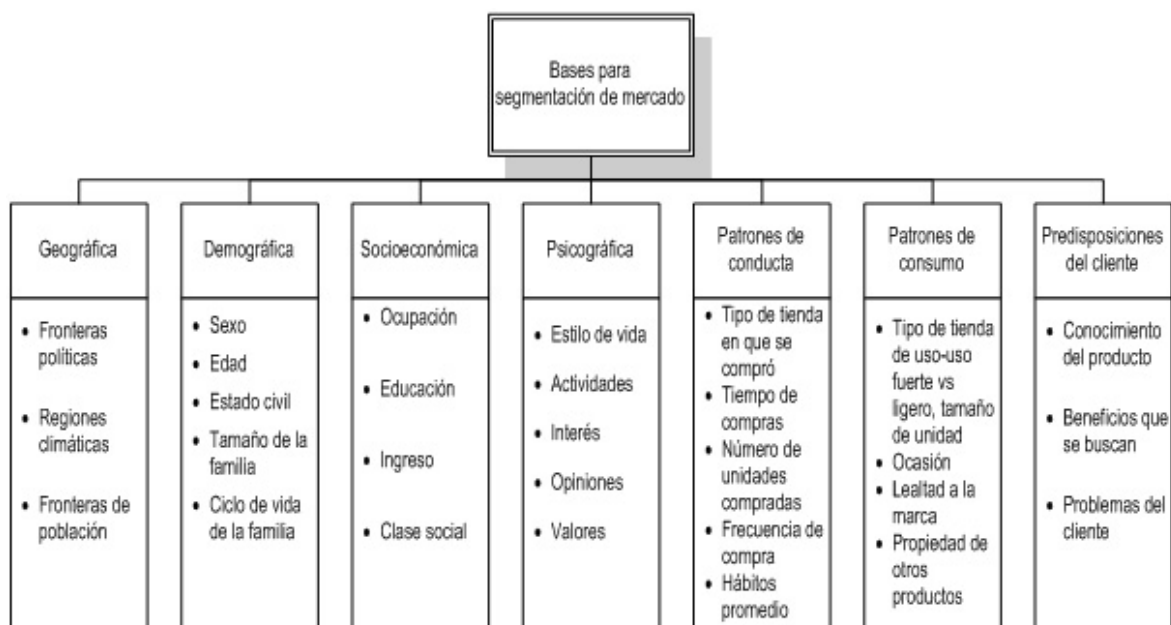 Bases para
segmentación de mercado
Geográfica
• Fronteras
políticas
• Regiones
climáticas
• Fronteras de
población
Demográfica
• Sexo
• Edad
• Estado civil
• Tamaño de la
familia
• Ciclo de vida
de la familia
Socioeconómica
• Ocupación
• Educación
• Ingreso
• Clase social
Psicográfica
• Estilo de vida
• Actividades
• Interés
• Opiniones
• Valores
Patrones de
conducta
• Tipo de tienda
en que se
compró
• Tiempo de
compras
• Número de
unidades
compradas
• Frecuencia de
compra
• Hábitos
promedio
Patrones de
consumo
• Tipo de tienda
de uso-uso
fuerte vs
ligero, tamaño
de unidad
• Ocasión
• Lealtad a la
marca
• Propiedad de
otros
productos
Predisposiciones
del cliente
• Conocimiento
del producto
• Beneficios que
se buscan
• Problemas del
cliente